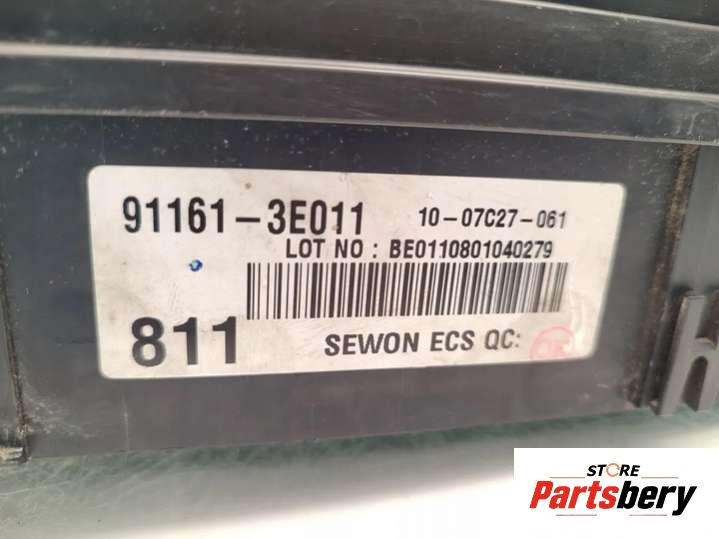 91161-3E011 10-07C27-061
LOT NO : BE0110801040279
811 SEWON ECS QC:
STORE
Partsbery